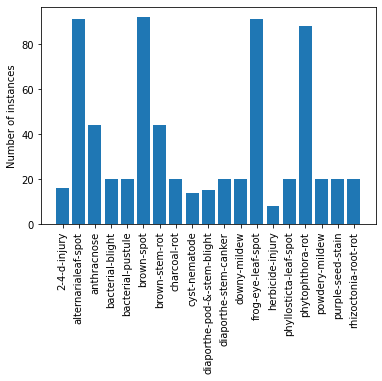 Number of instances
80
60
40
20
0
2-4-d-injury
alternarialeaf-spot
anthracnose
bacterial-blight
bacterial-pustule
brown-spot
brown-stem-rot
charcoal-rot
cyst-nematode
diaporthe-pod-&-stem-blight
diaporthe-stem-canker
downy-mildew
frog-eye-leaf-spot
herbicide-injury
phyllosticta-leaf-spot
phytophthora-rot
powdery-mildew
purple-seed-stain
rhizoctonia-root-rot